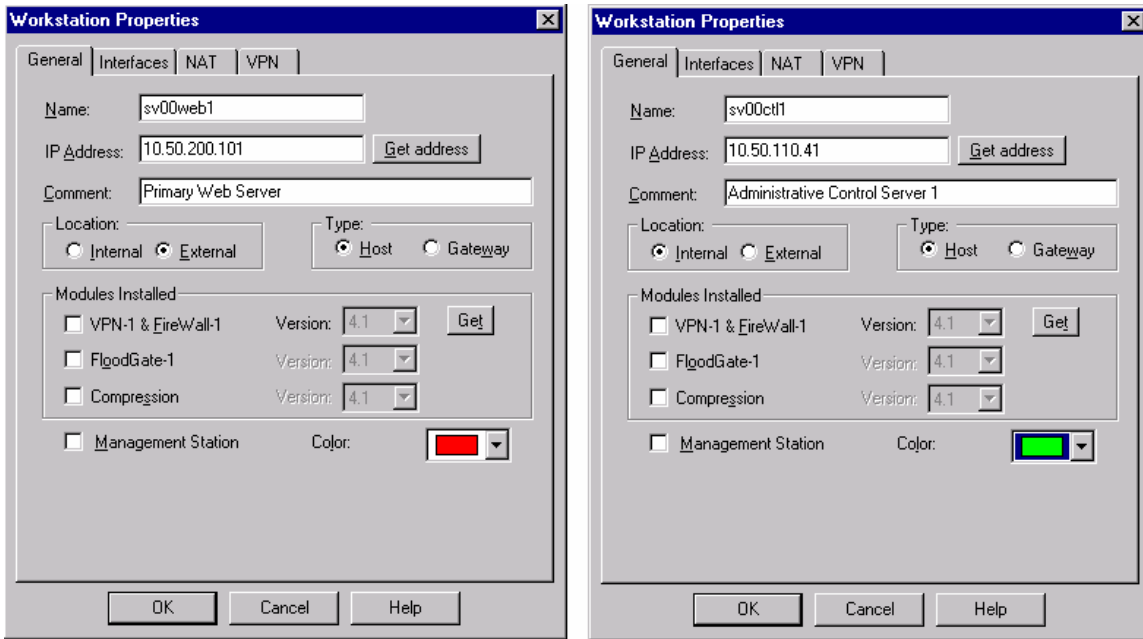 Workstation Properties
General Interfaces NAT VPN
Name: sv00web1
IP Address: 10.50.200.101 Get address
Comment: Primary Web Server
Location: Type:
Internal External Host Gateway
Modules Installed
VPN-1 & FireWall-1 Version: 4.1 Get
FloodGate-1 Version: 4.1
Compression Version: 4.1
Management Station Color:
OK Cancel Help
Workstation Properties
General Interfaces NAT VPN
Name: sv00ctl1
IP Address: 10.50.110.41 Get address
Comment: Administrative Control Server 1
Location: Type:
Internal External Host Gateway
Modules Installed
VPN-1 & FireWall-1 Version: 4.1 Get
FloodGate-1 Version: 4.1
Compression Version: 4.1
Management Station Color:
OK Cancel Help